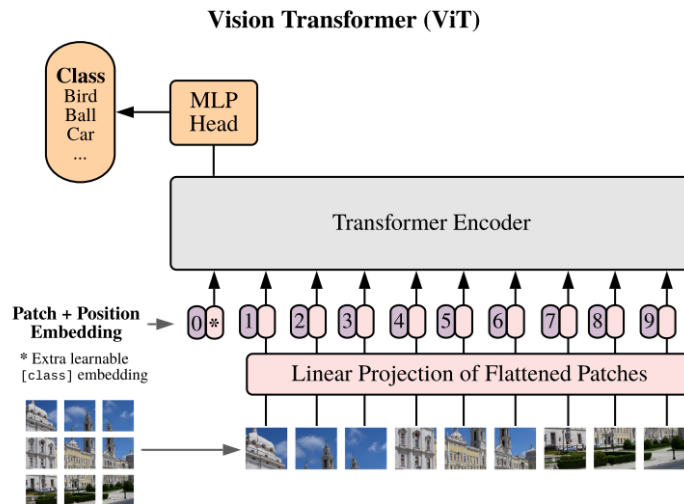 Vision Transformer (ViT)
Class
Bird
Ball
Car
...
MLP
Head
Transformer Encoder
Patch + Position
Embedding
0 * 1 2 3 4 5 6 7 8 9
* Extra learnable
[class] embedding
Linear Projection of Flattened Patches